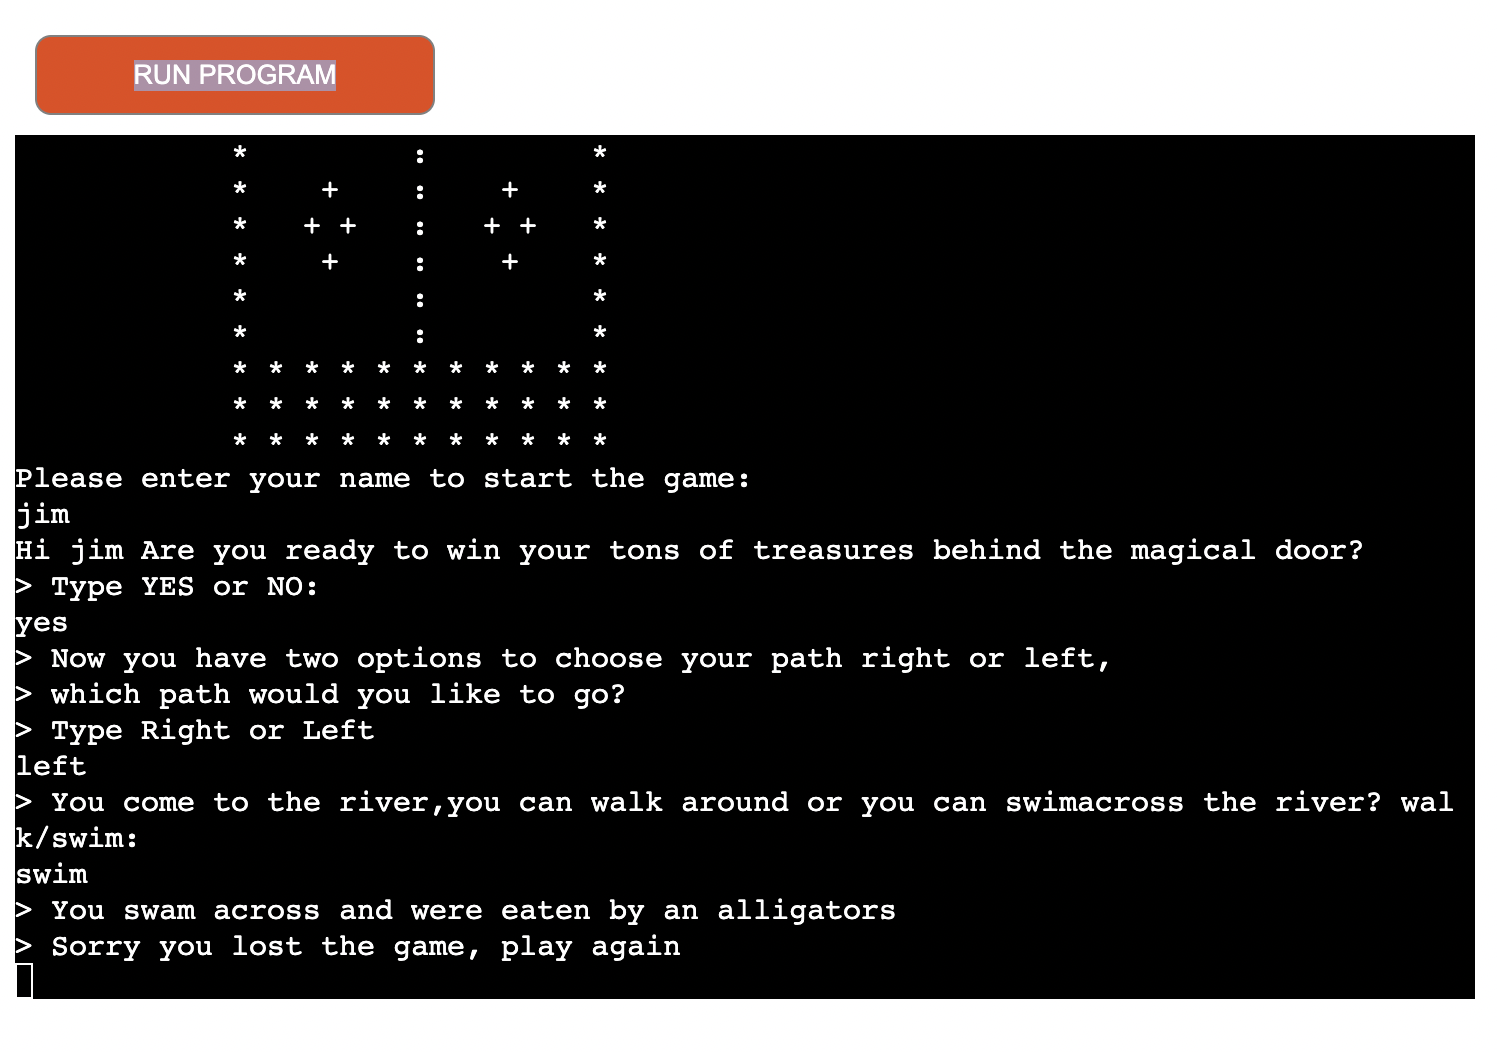 RUN PROGRAM
* : *
* + : + *
* + + : + + *
* + : + *
* : *
* : *
* * * * * * * * * * *
* * * * * * * * * * *
* * * * * * * * * * *
Please enter your name to start the game:
jim
Hi jim Are you ready to win your tons of treasures behind the magical door?
> Type YES or NO:
yes
> Now you have two options to choose your path right or left,
> which path would you like to go?
> Type Right or Left
left
> You come to the river,you can walk around or you can swimacross the river? wal
k/swim:
swim
> You swam across and were eaten by an alligators
> Sorry you lost the game, play again